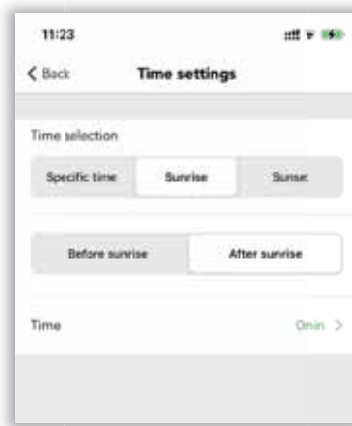 11:23
Back Time settings
Time selection
Specific time Sunrise Sunset
Before sunrise After sunrise
Time 0min